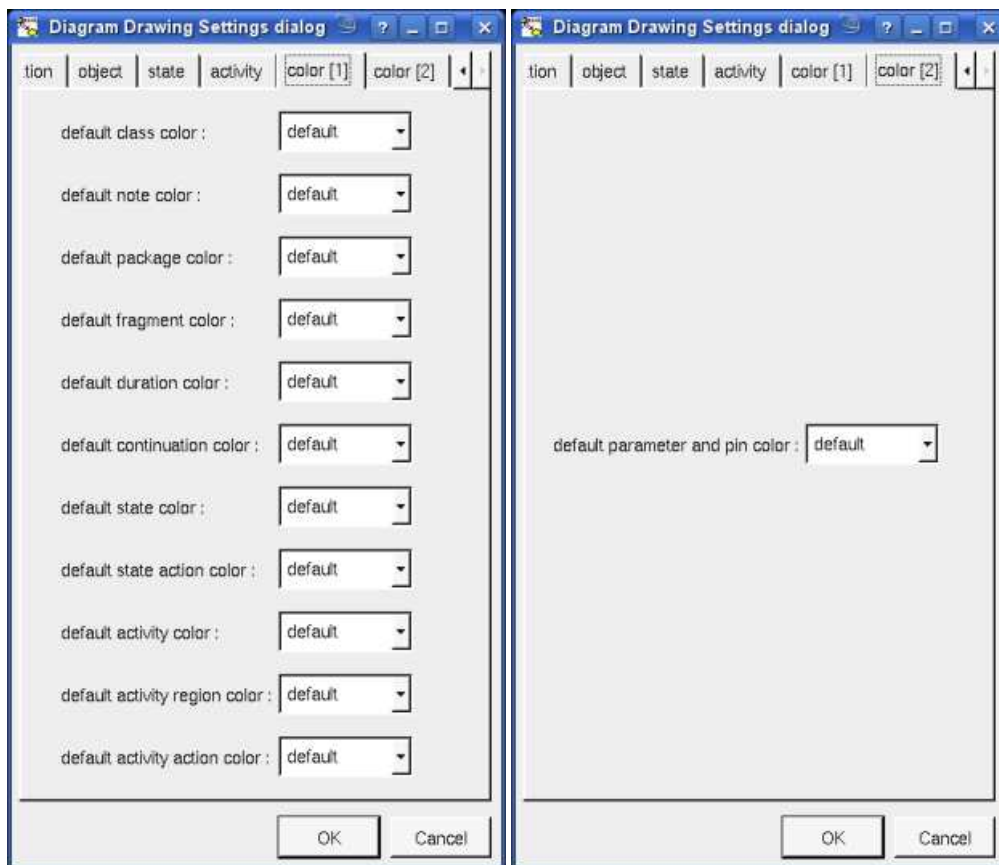 Diagram Drawing Settings dialog
tion object state activity color [1] color [2]
default class color : default
default note color : default
default package color : default
default fragment color : default
default duration color : default
default continuation color : default
default state color : default
default state action color : default
default activity color : default
default activity region color : default
default activity action color : default
OK Cancel
Diagram Drawing Settings dialog
tion object state activity color [1] color [2]
default parameter and pin color : default
OK Cancel